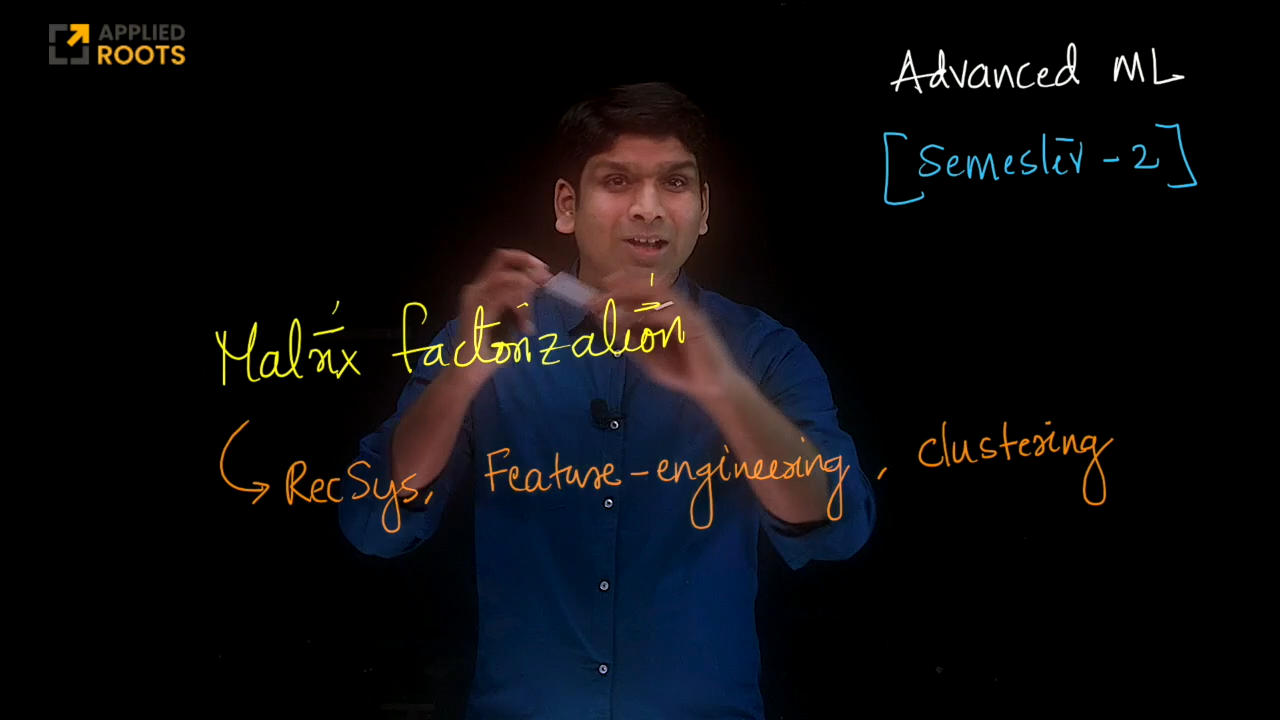 APPLIED
ROOTS
Advanced ML
[Semester-2]
Matrix factorization
RecSys, Feature-engineering, clustering